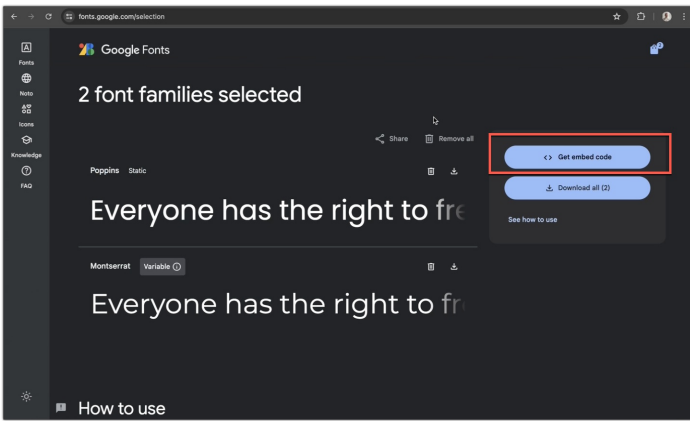 fonts.google.com/selection
Fonts
Noto
Icons
Knowledge
FAQ
Google Fonts
2
2 font families selected
Share
Remove all
Poppins Static
Everyone has the right to fre
Montserrat Variable
Everyone has the right to fr
<> Get embed code
Download all (2)
See how to use
How to use